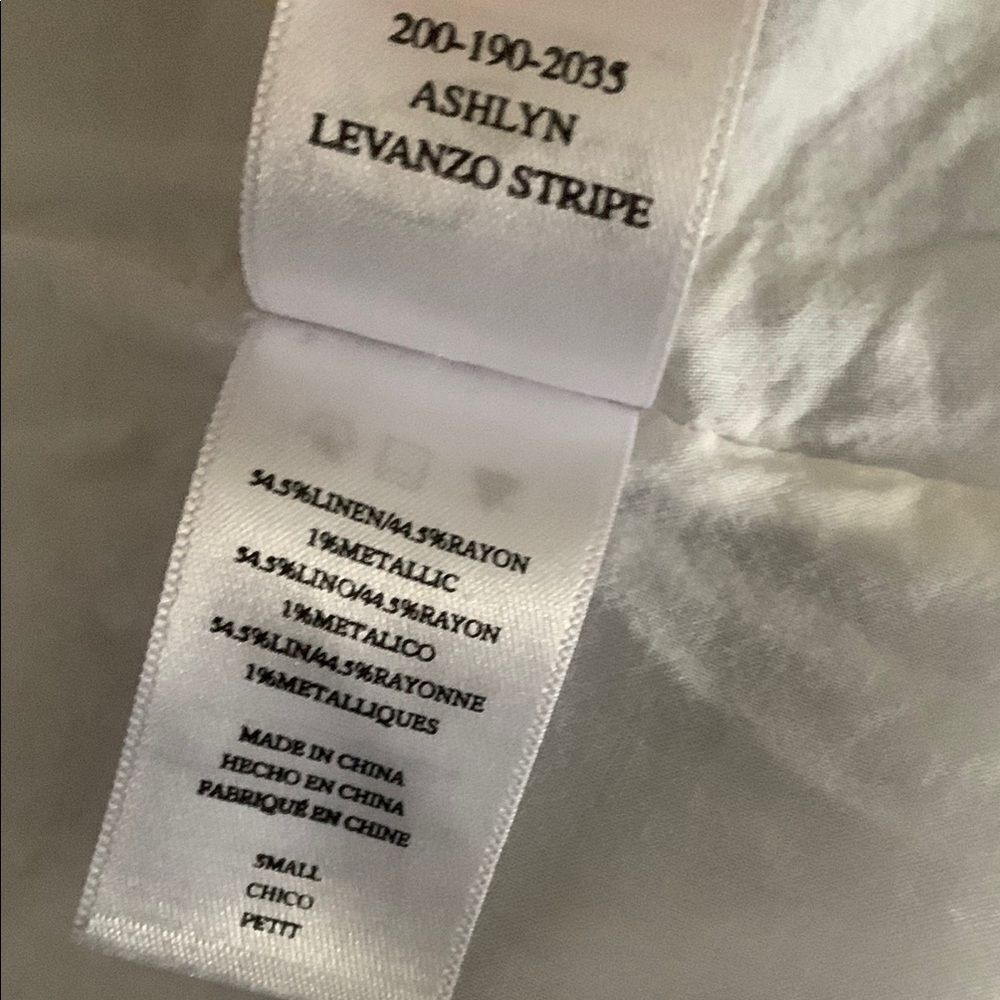 200-190-2035
ASHLYN
LEVANZO STRIPE
54.5%LINEN/44.5%RAYON
1%METALLIC
54.5%LINO/44.5%RAYON
1%METALICO
54.5%LIN/44.5%RAYONNE
1%METALLIQUES
MADE IN CHINA
HECHO EN CHINA
FABRIQUÉ EN CHINE
SMALL
CHICO
PETIT